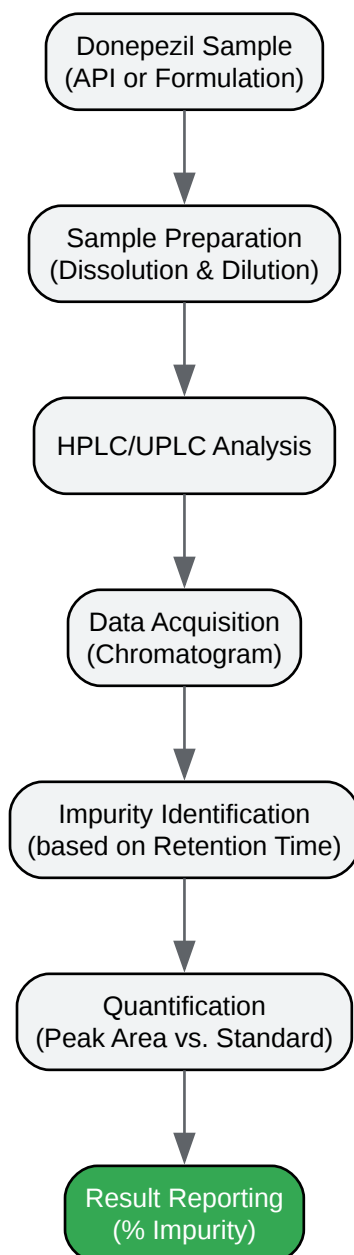 Donepezil Sample
(API or Formulation)
Sample Preparation
(Dissolution & Dilution)
HPLC/UPLC Analysis
Data Acquisition
(Chromatogram)
Impurity Identification
(based on Retention Time)
Quantification
(Peak Area vs. Standard)
Result Reporting
(% Impurity)